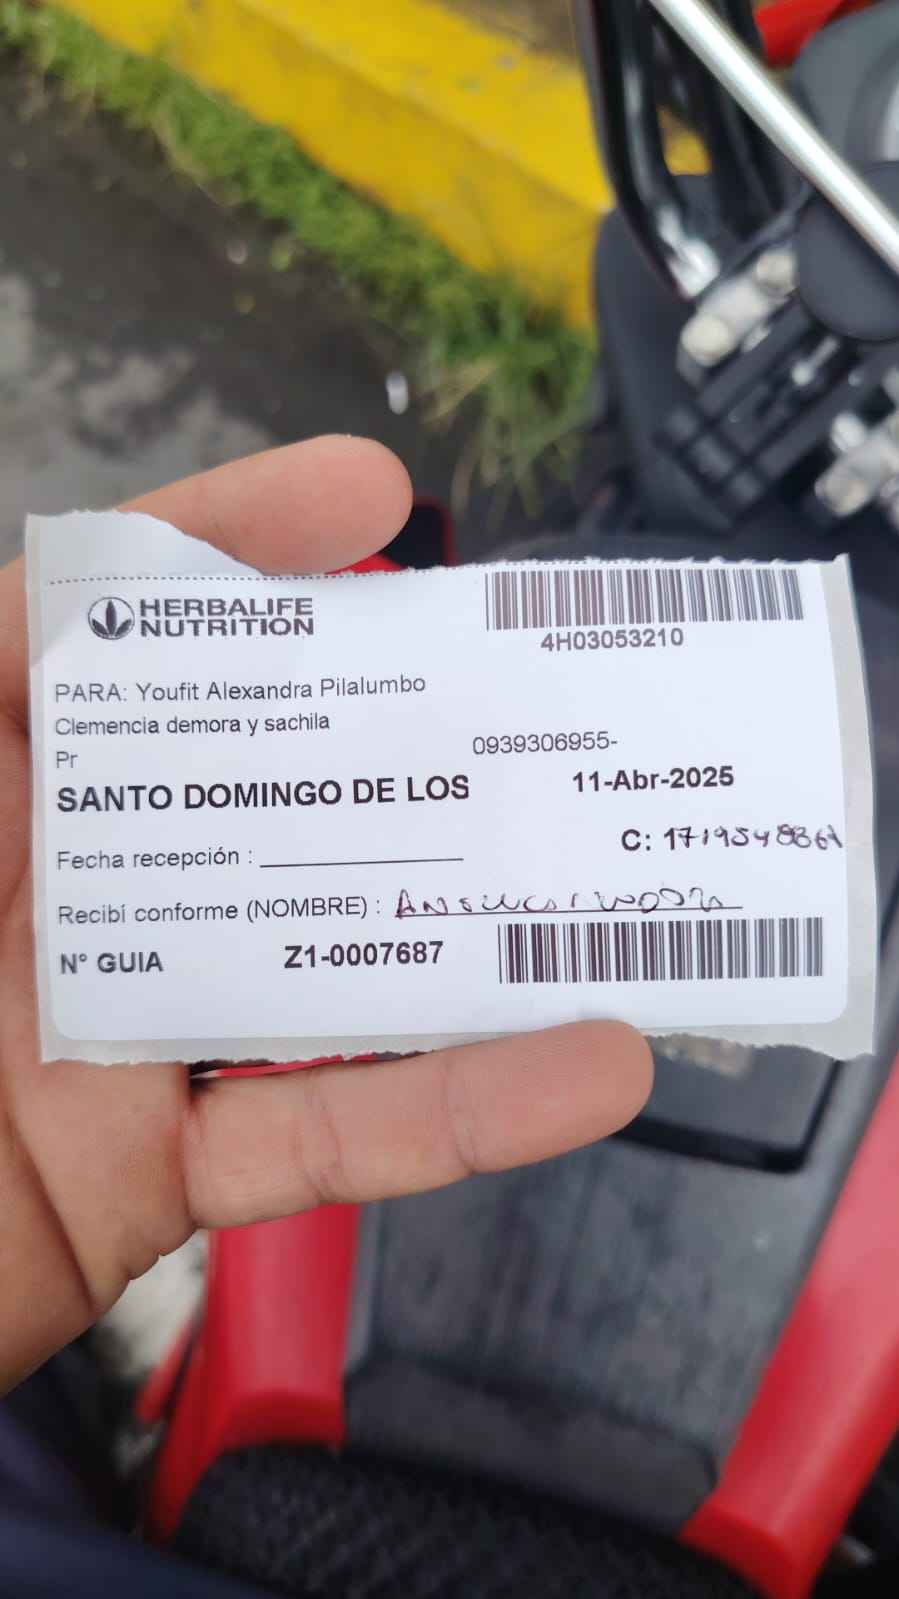 HERBALIFE
NUTRITION
4H03053210
PARA: Youfit Alexandra Pilalumbo
Clemencia demora y sachila
0939306955-
Pr
SANTO DOMINGO DE LOS
11-Abr-2025
C:
Fecha recepción :
Recibí conforme (NOMBRE) :
N° GUIA Z1-0007687